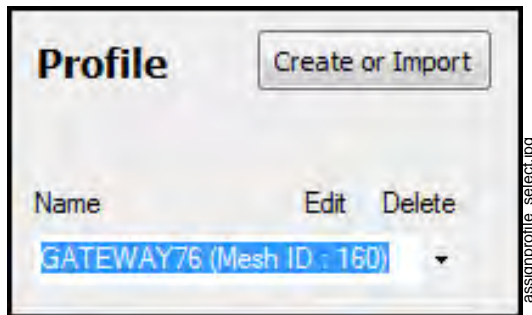 Profile
Create or Import
Name Edit Delete
GATEWAY76 (Mesh ID : 160)
assignprofile_select.jpg